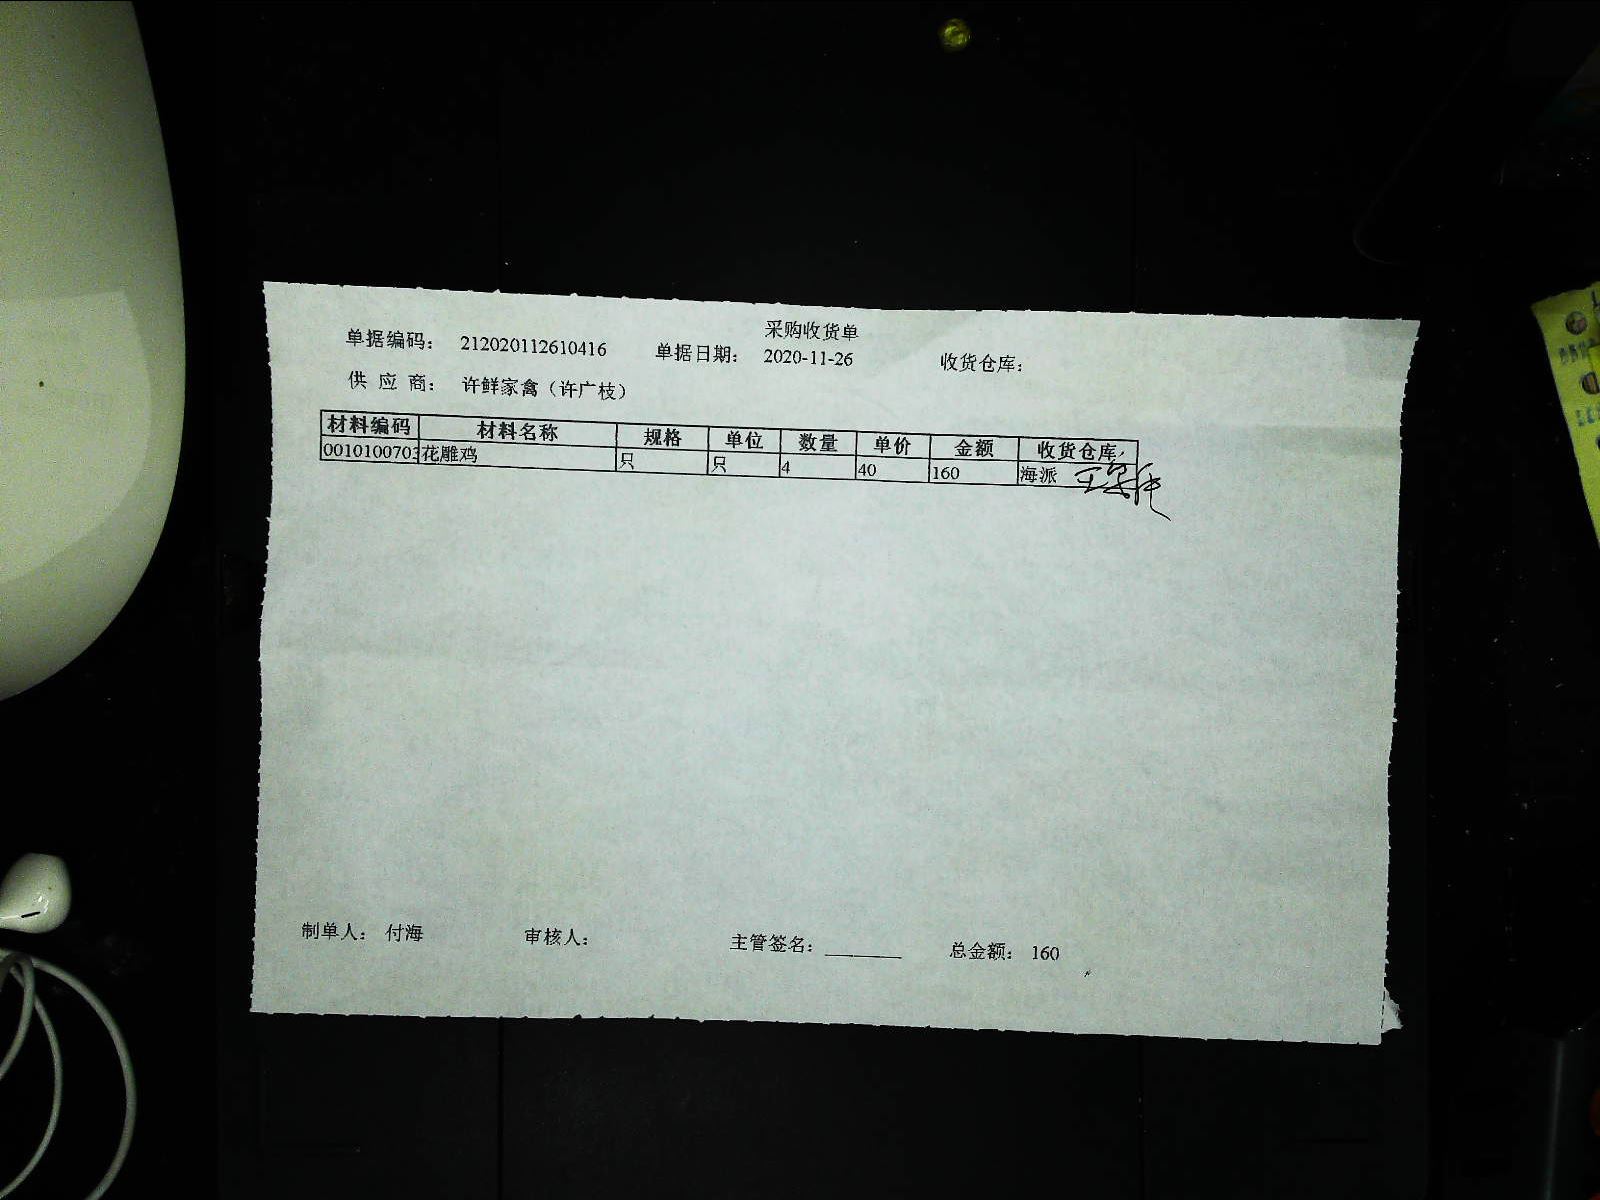 采购收货单
单据编码： 212020112610416 单据日期： 2020-11-26 收货仓库：
供 应 商： 许鲜家禽（许广枝）
材料编码 材料名称 规格 单位 数量 单价 金额 收货仓库
0010100703 花雕鸡 只 只 4 40 160 海派
制单人： 付海 审核人： 主管签名： 总金额： 160